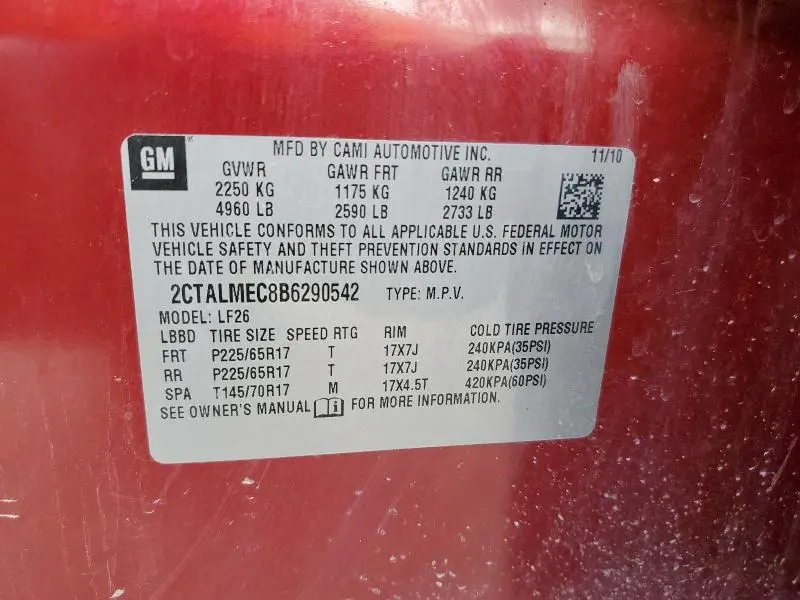 GM
MFD BY CAMI AUTOMOTIVE INC. 11/10
GVWR GAWR FRT GAWR RR
2250 KG 1175 KG 1240 KG
4960 LB 2590 LB 2733 LB
THIS VEHICLE CONFORMS TO ALL APPLICABLE U.S. FEDERAL MOTOR
VEHICLE SAFETY AND THEFT PREVENTION STANDARDS IN EFFECT ON
THE DATE OF MANUFACTURE SHOWN ABOVE.
2CTALMEC8B6290542 TYPE: M.P.V.
MODEL: LF26
LBBD TIRE SIZE SPEED RTG RIM COLD TIRE PRESSURE
FRT P225/65R17 T 17X7J 240KPA(35PSI)
RR P225/65R17 T 17X7J 240KPA(35PSI)
SPA T145/70R17 M 17X4.5T 420KPA(60PSI)
SEE OWNER'S MANUAL i FOR MORE INFORMATION.